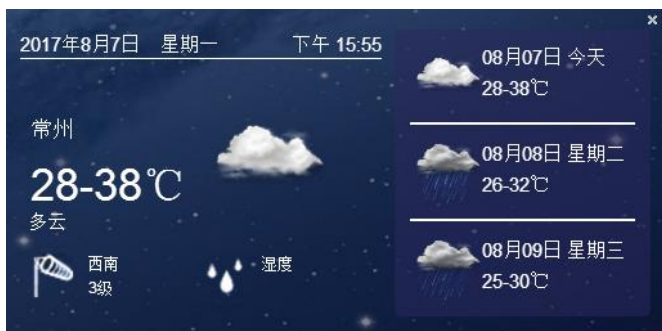 2017年8月7日 星期一 下午 15:55
常州
28-38℃
多云
西南
3级
湿度
08月07日 今天
28-38℃
08月08日 星期二
26-32℃
08月09日 星期三
25-30℃